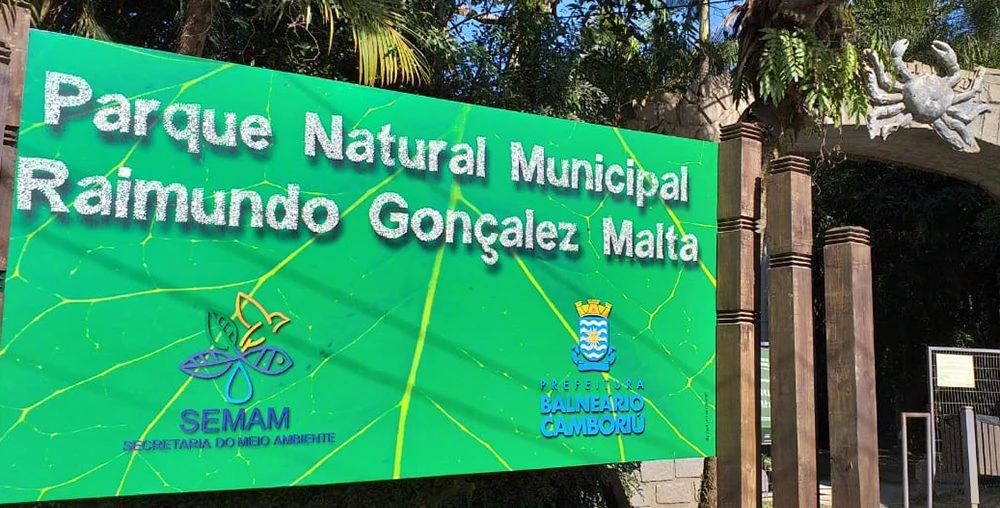 Parque Natural Municipal
Raimundo Gonçalez Malta
SEMAM
SECRETARIA DO MEIO AMBIENTE
PREFEITURA
BALNEÁRIO
CAMBORIÚ